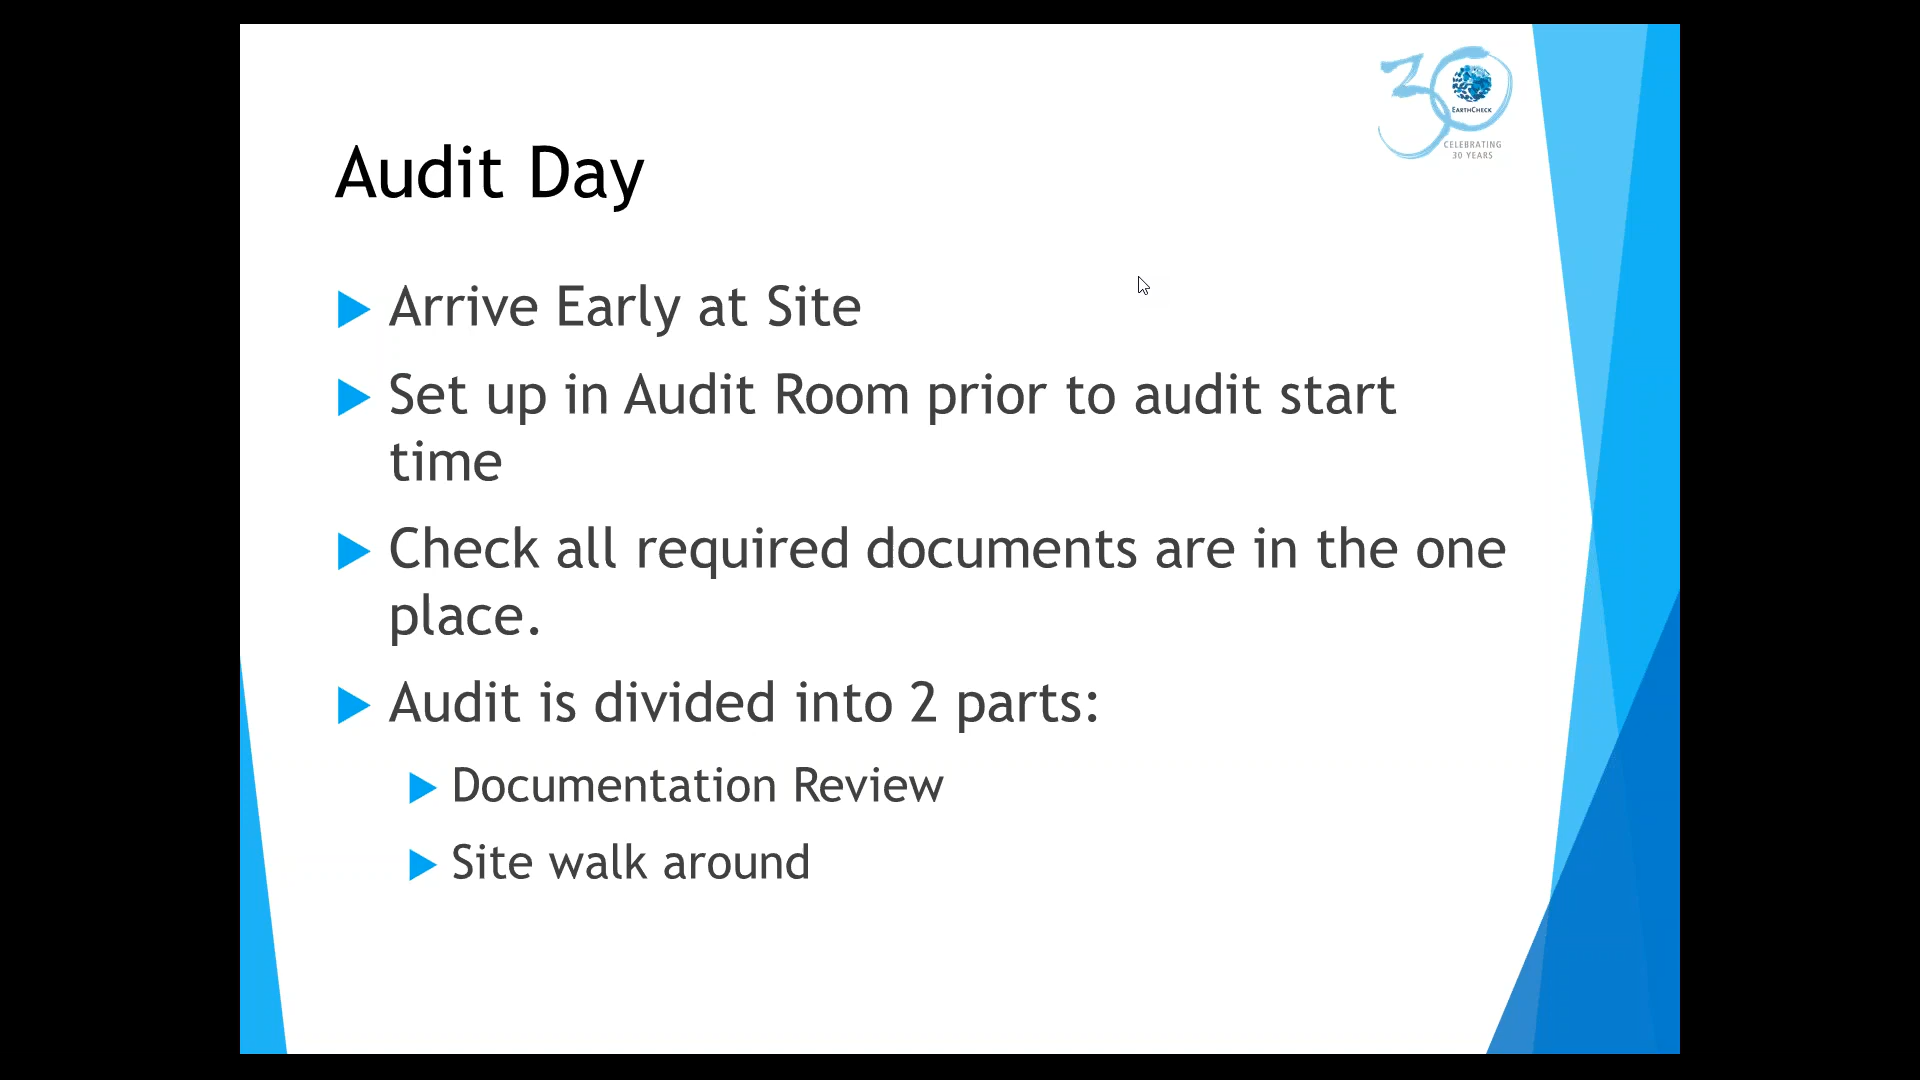 30
EARTHCHECK
CELEBRATING
30 YEARS
Audit Day
Arrive Early at Site
Set up in Audit Room prior to audit start
time
Check all required documents are in the one
place.
Audit is divided into 2 parts:
Documentation Review
Site walk around